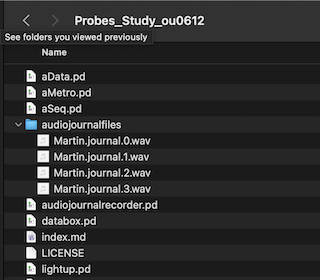 Probes_Study_ou0612
See folders you viewed previously
Name
aData.pd
aMetro.pd
aSeq.pd
audiojournalfiles
Martin.journal.0.wav
Martin.journal.1.wav
Martin.journal.2.wav
Martin.journal.3.wav
audiojournalrecorder.pd
databox.pd
index.md
LICENSE
lightup.pd